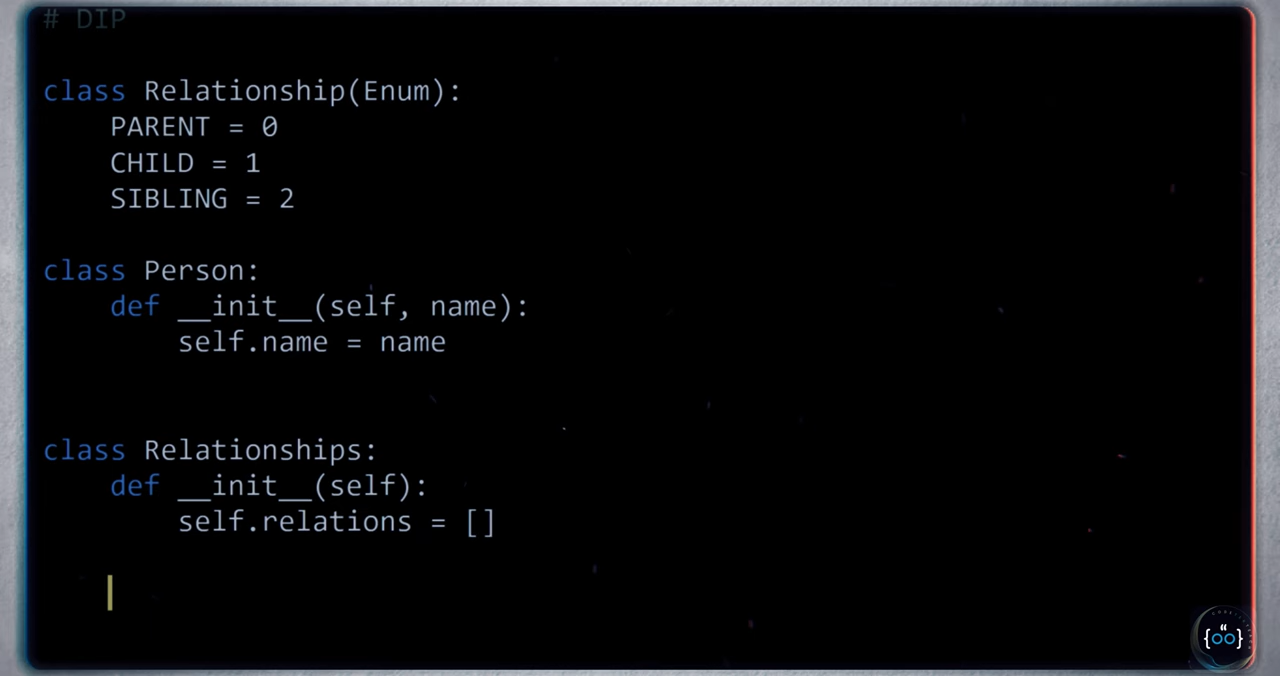 # DIP
class Relationship(Enum):
    PARENT = 0
    CHILD = 1
    SIBLING = 2
class Person:
    def __init__(self, name):
        self.name = name
class Relationships:
    def __init__(self):
        self.relations = []